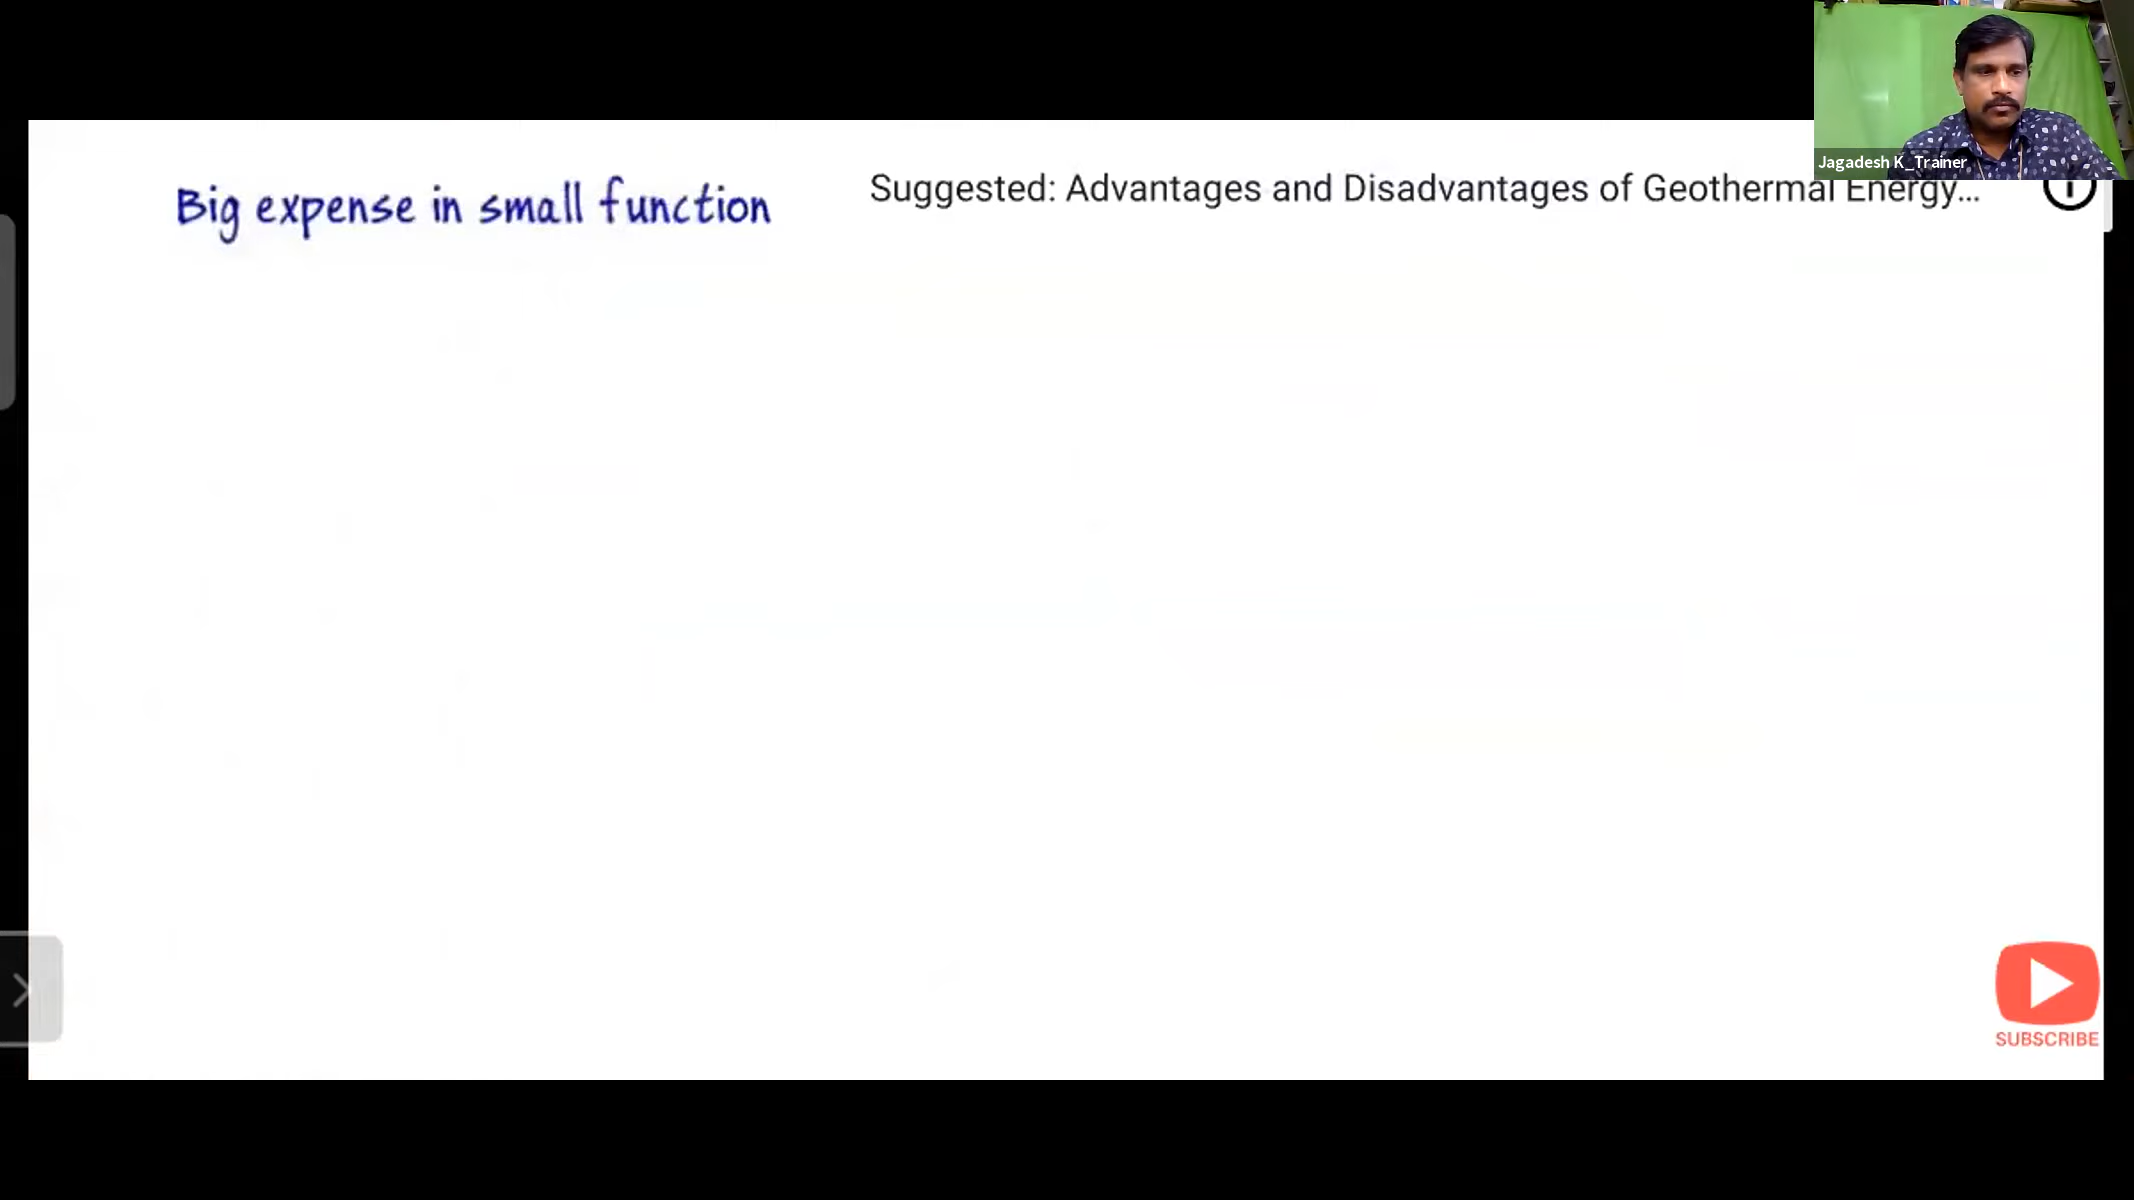 Jagadesh K_Trainer
Big expense in small function
Suggested: Advantages and Disadvantages of Geothermal Energy...
SUBSCRIBE